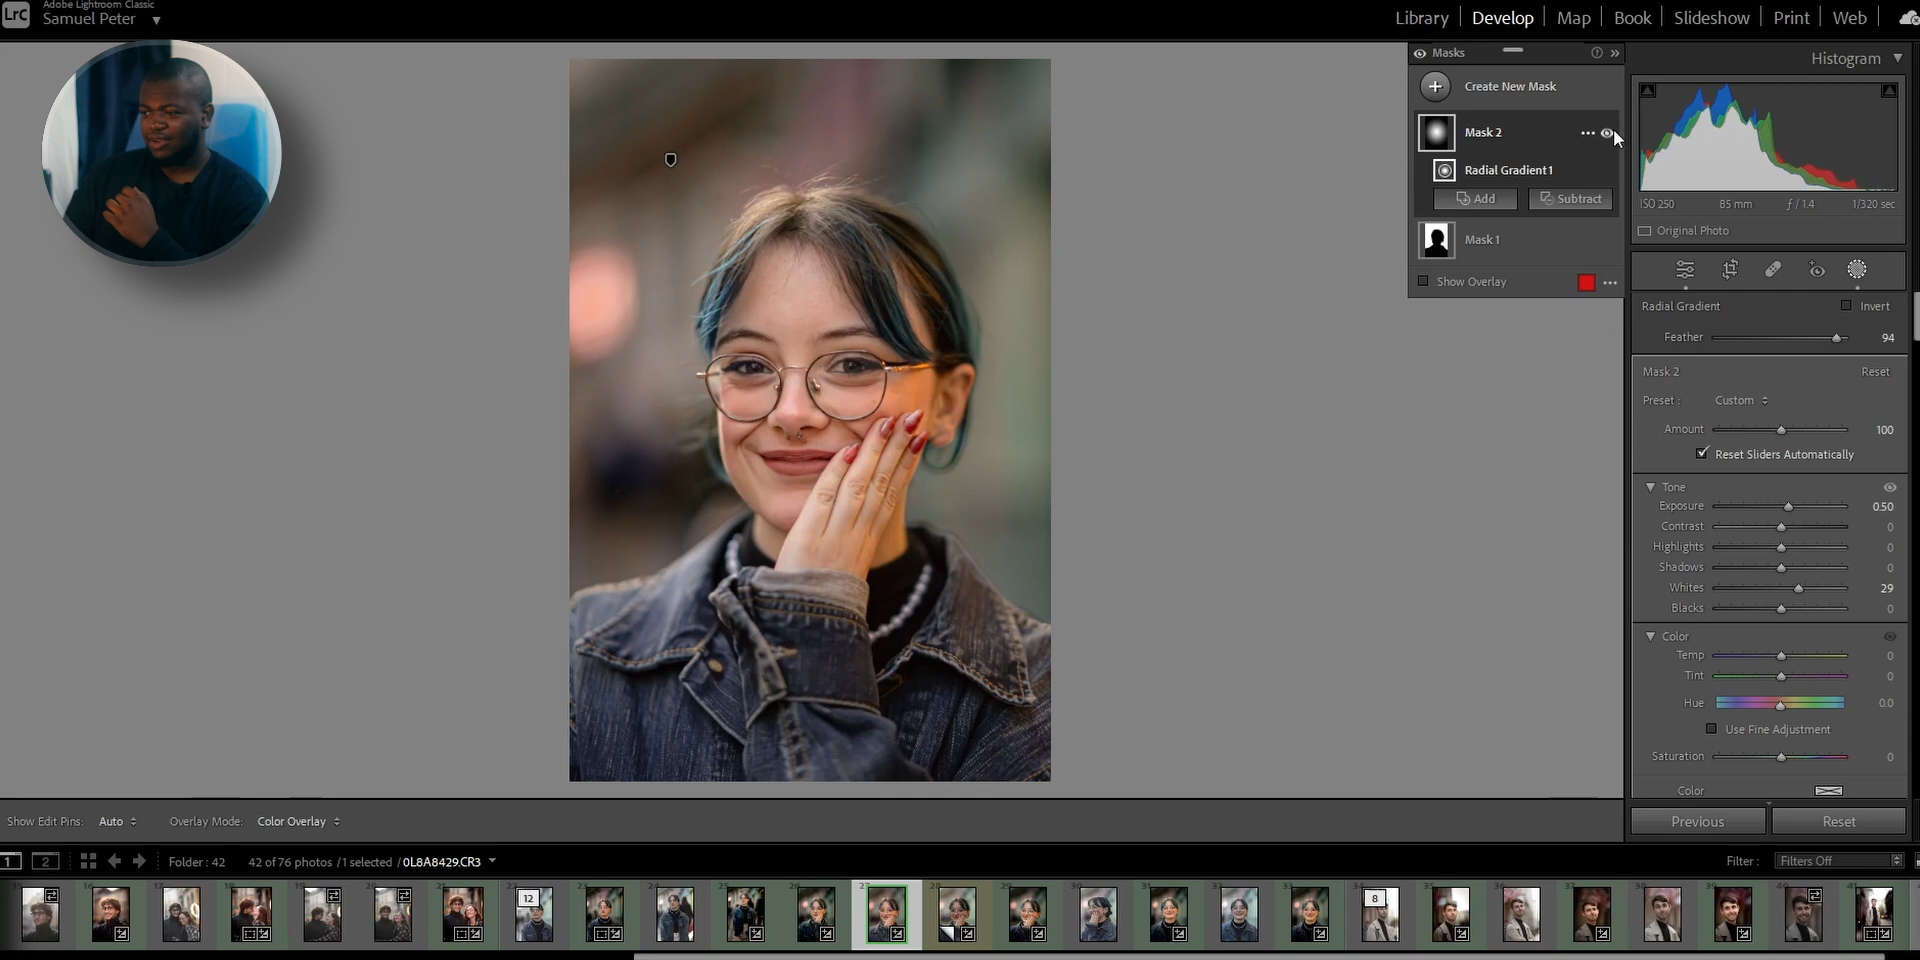 LrC
Adobe Lightroom Classic
Samuel Peter
Library
Develop
Map
Book
Slideshow
Print
Web
Masks
Create New Mask
Mask 2
Radial Gradient 1
Add
Subtract
Mask 1
Show Overlay
Histogram
ISO 250
85 mm
ƒ / 1.4
1/320 sec
Original Photo
Radial Gradient
Invert
Feather
94
Mask 2
Reset
Preset :
Custom
Amount
100
Reset Sliders Automatically
Tone
Exposure
0.50
Contrast
0
Highlights
0
Shadows
0
Whites
29
Blacks
0
Color
Temp
0
Tint
0
Hue
0.0
Use Fine Adjustment
Saturation
0
Color
Previous
Reset
Show Edit Pins:
Auto
Overlay Mode:
Color Overlay
1
2
Folder : 42
42 of 76 photos / 1 selected / 0L8A8429.CR3
Filter :
Filters Off
12
8